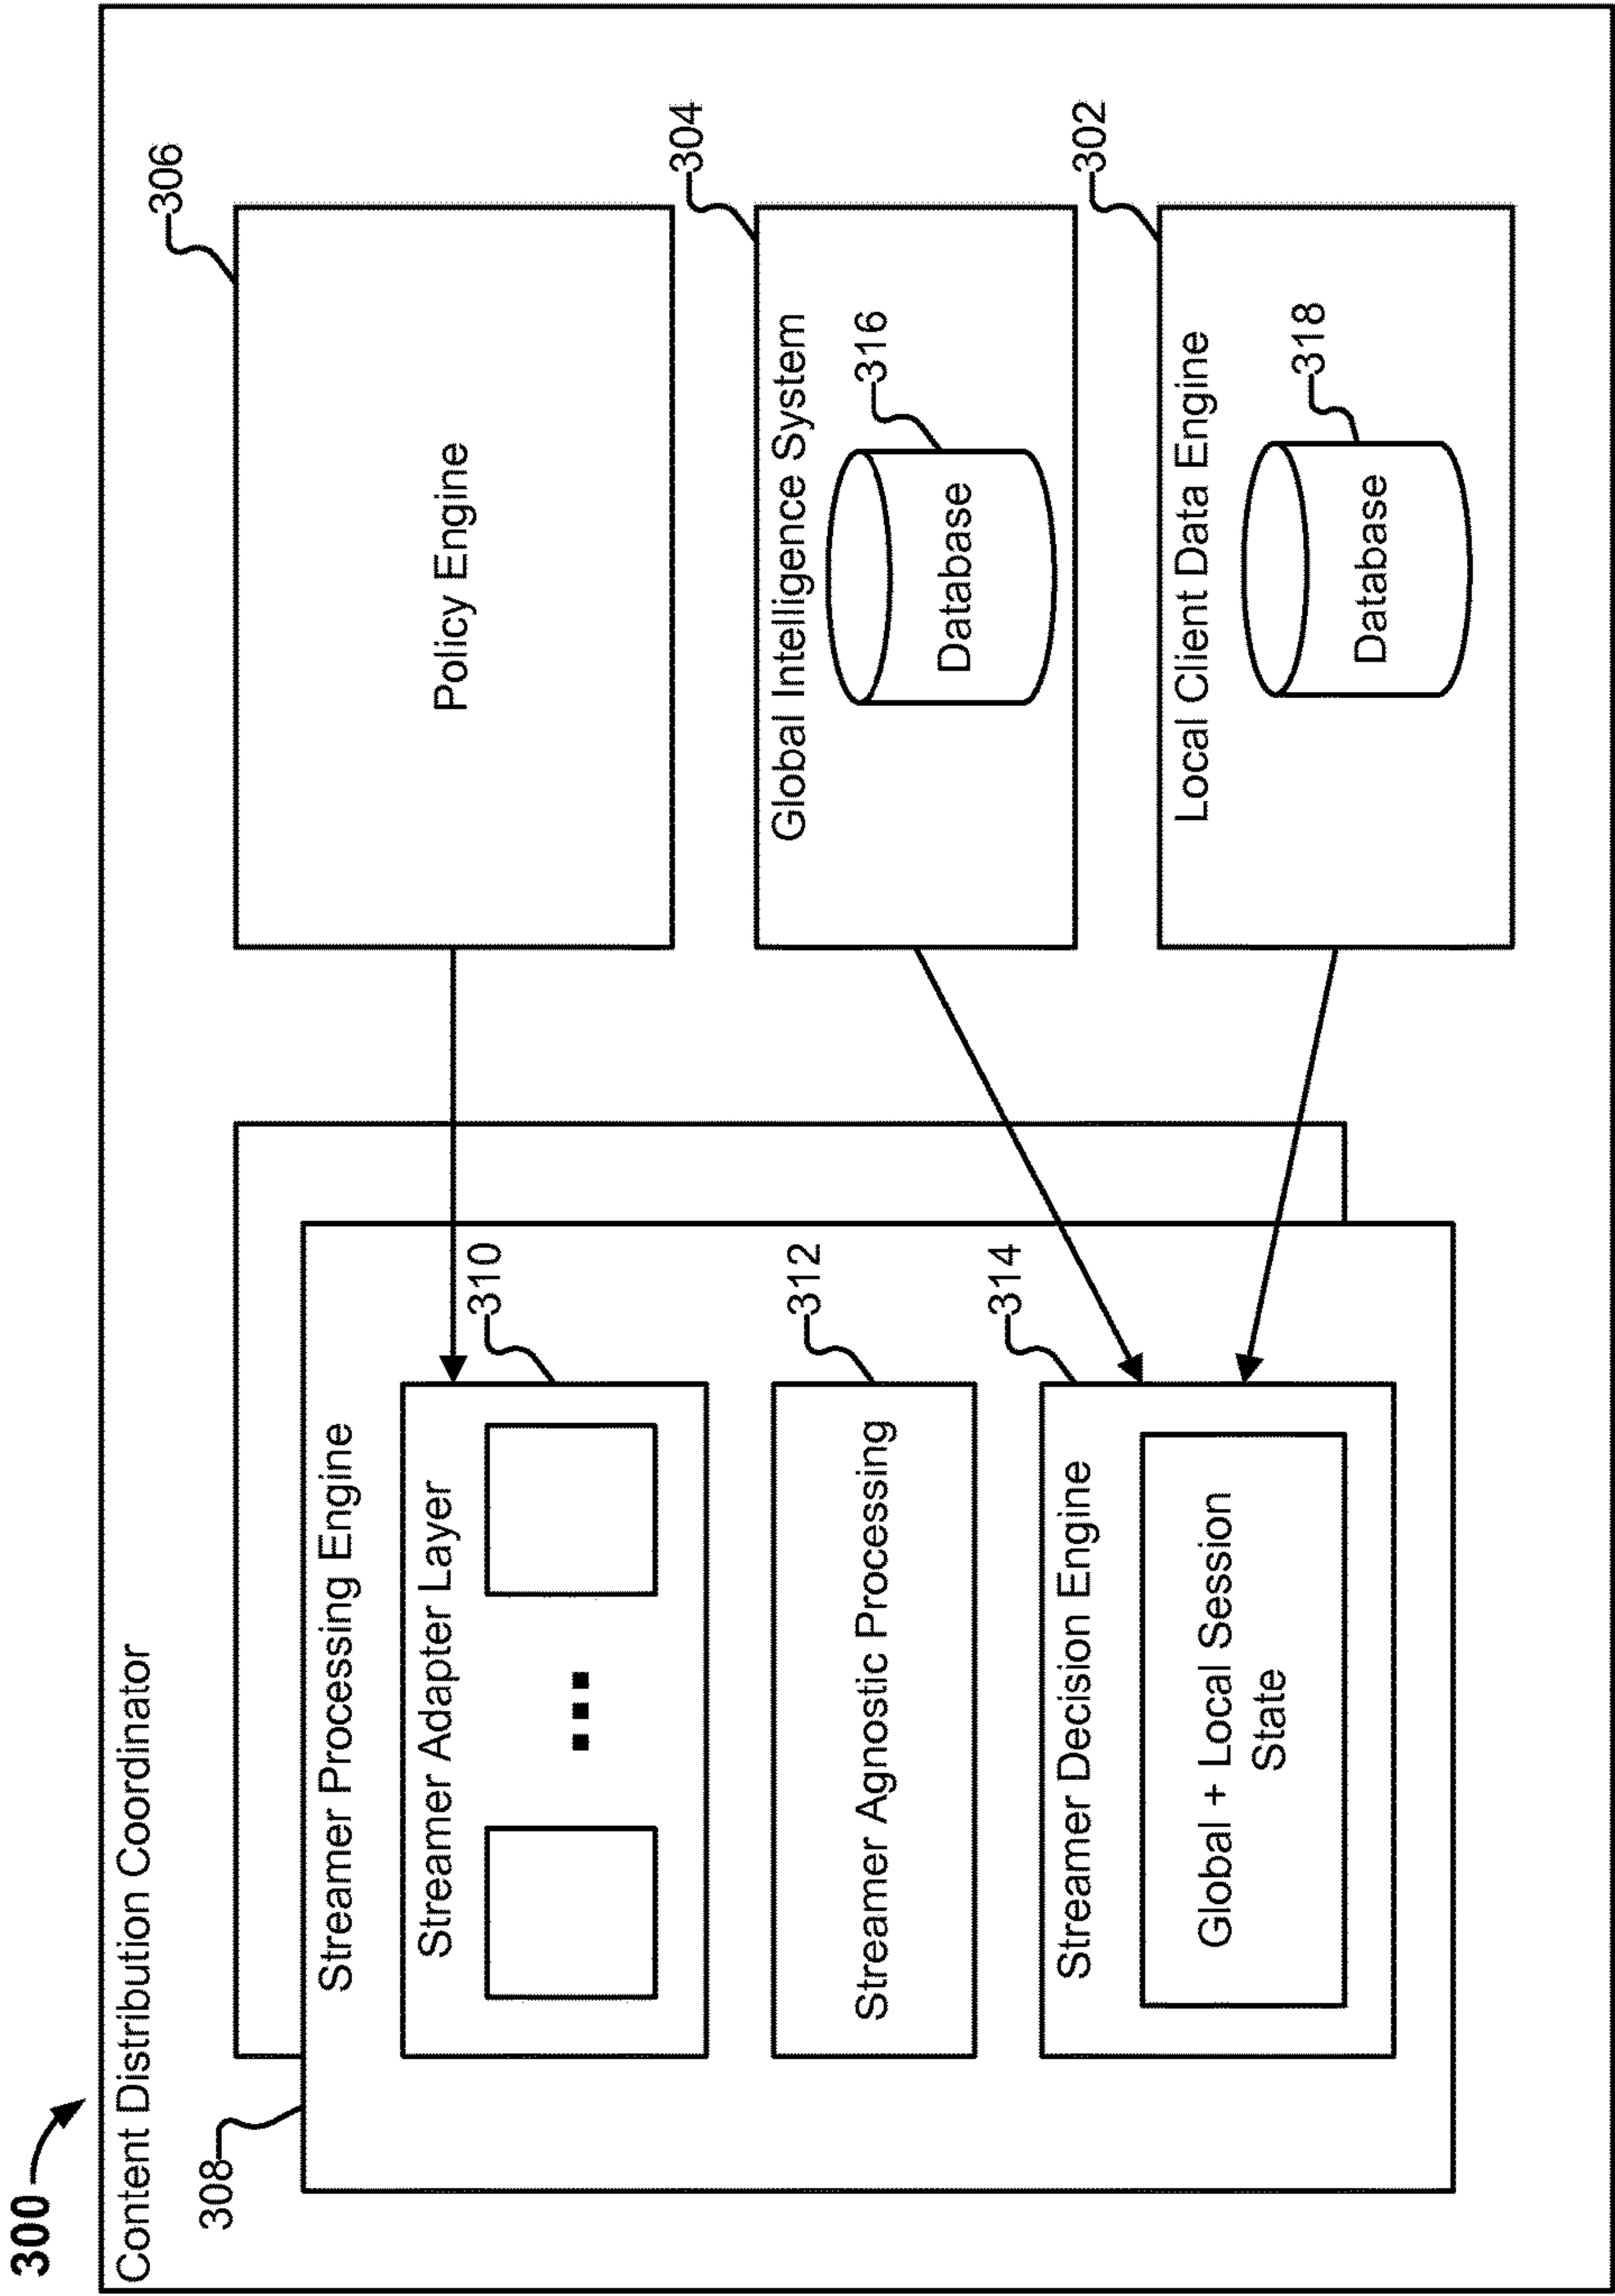 300
Content Distribution Coordinator
308
Streamer Processing Engine
Streamer Adapter Layer
310
Streamer Agnostic Processing
312
Streamer Decision Engine
314
Global + Local Session
State
306
Policy Engine
304
Global Intelligence System
316
Database
302
Local Client Data Engine
318
Database